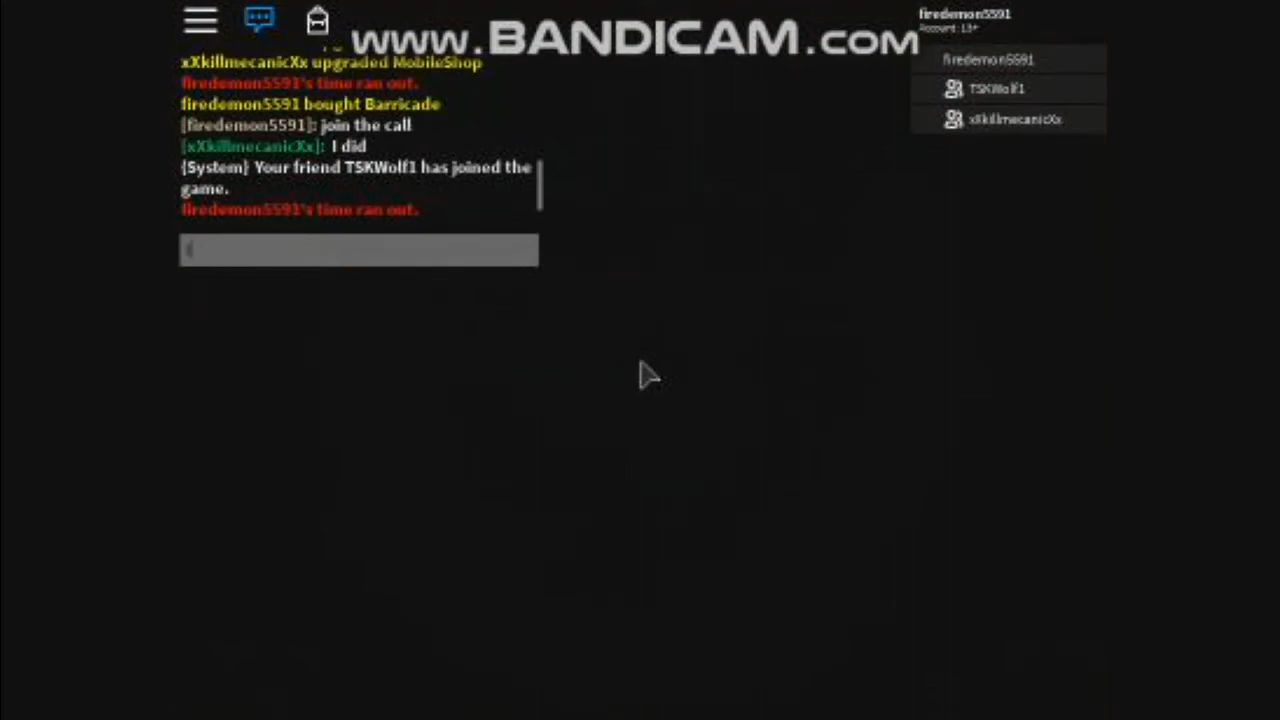 www.BANDICAM.com
firedemon5591
Account: 13+
xXkillmecanicXx upgraded MobileShop
firedemon5591's time ran out.
firedemon5591 bought Barricade
[firedemon5591]: join the call
[xXkillmecanicXx]: I did
{System} Your friend TSKWolf1 has joined the
game.
firedemon5591's time ran out.
firedemon5591
TSKWolf1
xXkillmecanicXx